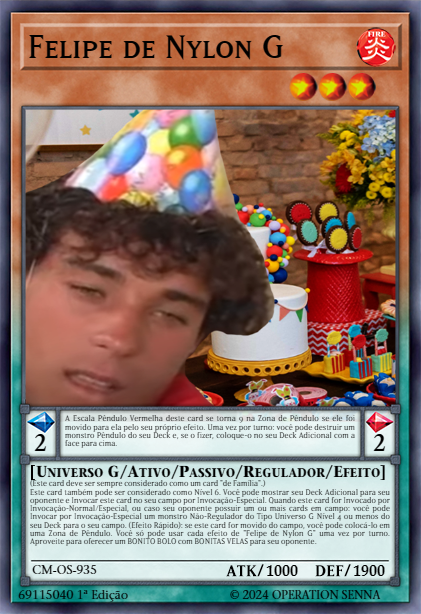 FELIPE DE NYLON G
FIRE
炎
A Escala Pêndulo Vermelha deste card se torna 9 na Zona de Pêndulo se ele foi
movido para ela pelo seu próprio efeito. Uma vez por turno: você pode destruir um
monstro Pêndulo do seu Deck e, se o fizer, coloque-o no seu Deck Adicional com a
face para cima.
2
2
[UNIVERSO G/ATIVO/PASSIVO/REGULADOR/EFEITO]
(Este card deve ser sempre considerado como um card "de Família".)
Este card também pode ser considerado como Nível 6. Você pode mostrar seu Deck Adicional para seu
oponente e Invocar este card no seu campo por Invocação-Especial. Quando este card for Invocado por
Invocação-Normal/Especial, ou caso seu oponente possuir um ou mais cards em campo: você pode
Invocar por Invocação-Especial um monstro Não-Regulador do Tipo Universo G Nível 4 ou menos do
seu Deck para o seu campo. (Efeito Rápido): se este card for movido do campo, você pode colocá-lo em
uma Zona de Pêndulo. Você só pode usar cada efeito de "Felipe de Nylon G" uma vez por turno.
Aproveite para oferecer um BONITO BOLO com BONITAS VELAS para seu oponente.
CM-OS-935
ATK/1000 DEF/1900
69115040 1ª Edição
© 2024 OPERATION SENNA